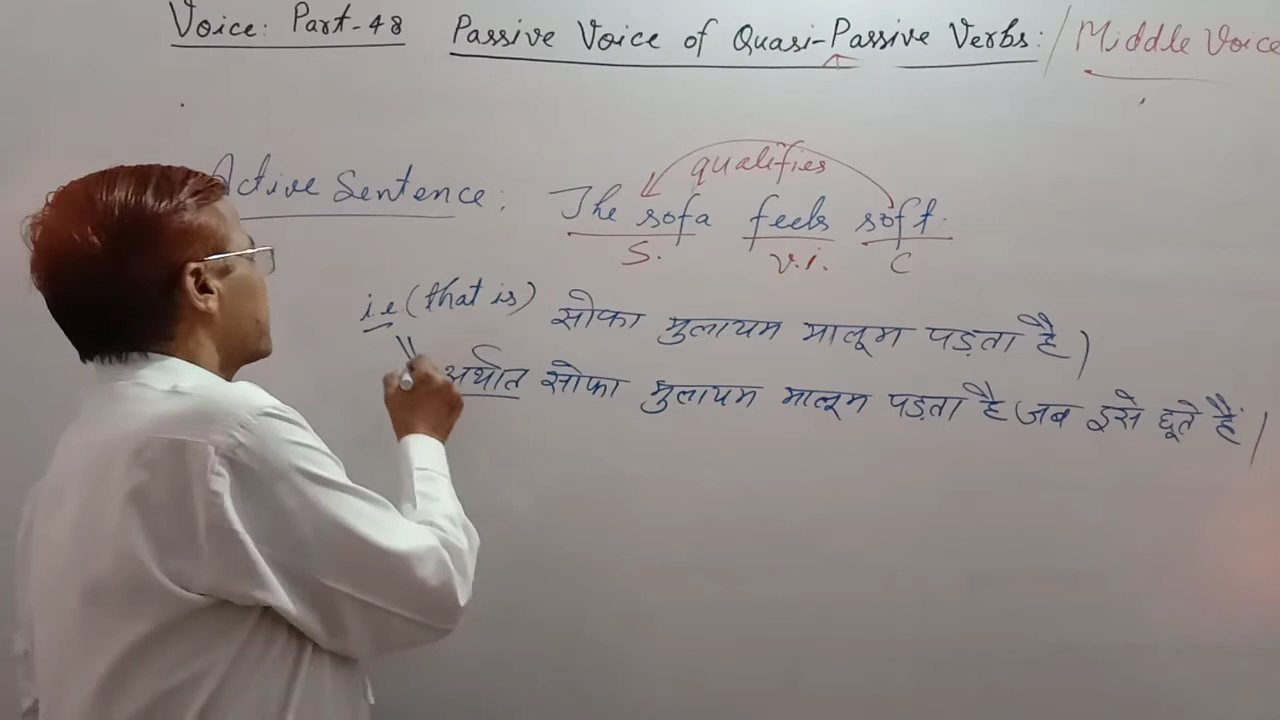 Voice: Part-48 Passive Voice of Quasi-Passive Verbs: / Middle Voice
qualifies
Active Sentence: The sofa feels soft.
S. v.i. C
i.e (that is) सोफा मुलायम मालूम पड़ता है।
अर्थात सोफा मुलायम मालूम पड़ता है जब इसे छूते हैं।